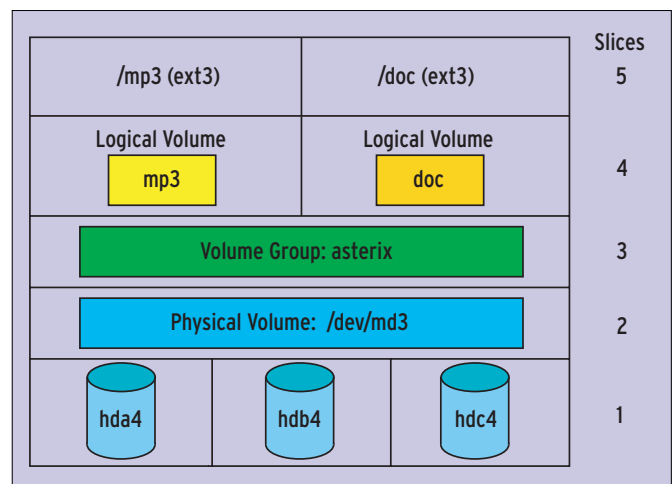 Slices
/mp3 (ext3)
/doc (ext3)
5
Logical Volume
Logical Volume
mp3
doc
4
Volume Group: asterix
3
Physical Volume: /dev/md3
2
hda4
hdb4
hdc4
1